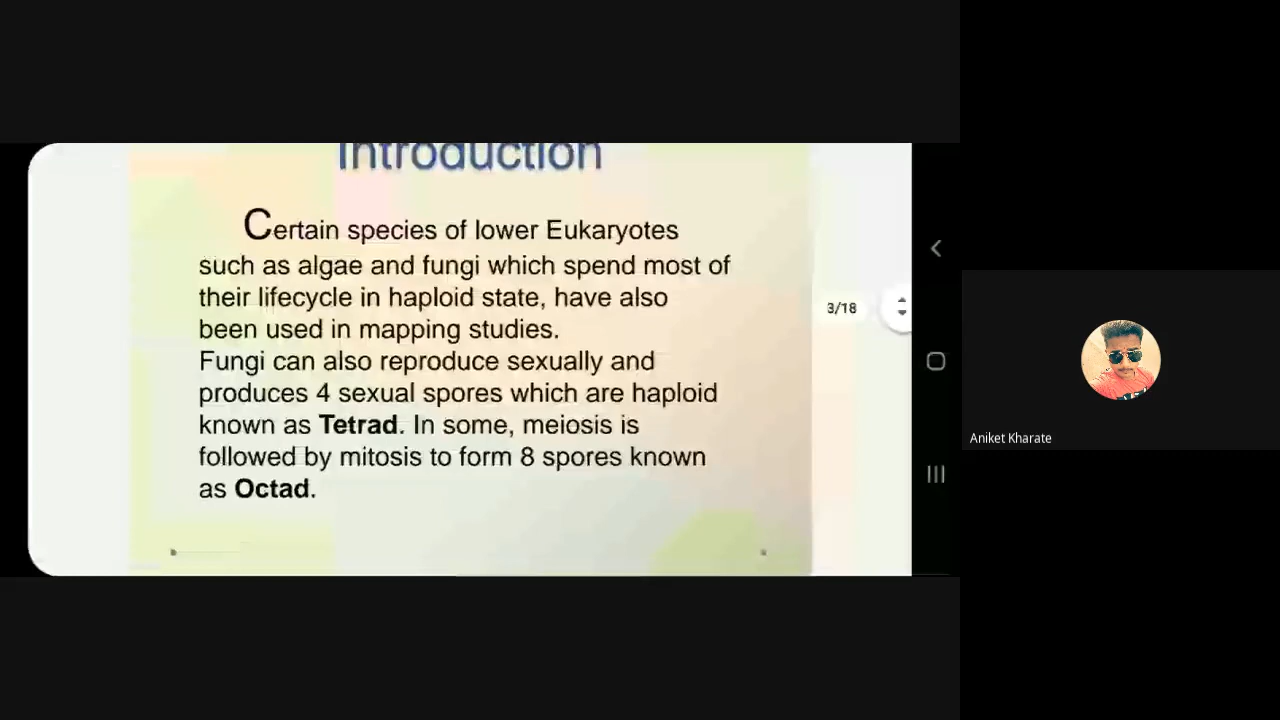 Introduction
Certain species of lower Eukaryotes
such as algae and fungi which spend most of
their lifecycle in haploid state, have also
been used in mapping studies.
Fungi can also reproduce sexually and
produces 4 sexual spores which are haploid
known as Tetrad. In some, meiosis is
followed by mitosis to form 8 spores known
as Octad.
3/18
Aniket Kharate